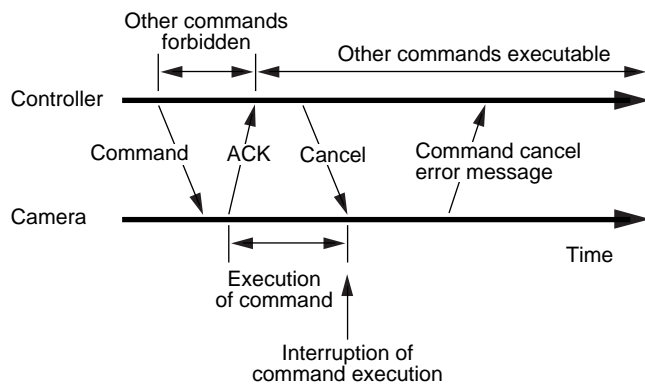 Other commands
forbidden
Other commands executable
Controller
Command
ACK
Cancel
Command cancel
error message
Camera
Time
Execution
of command
Interruption of
command execution